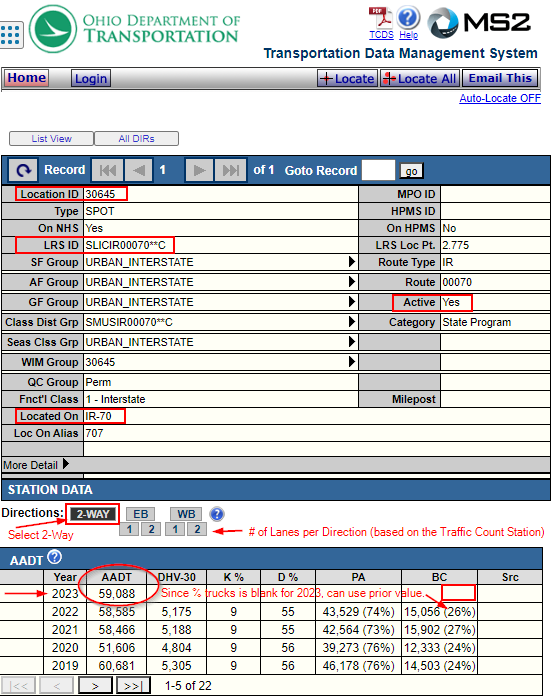 OHIO DEPARTMENT OF
TRANSPORTATION
PDF
TCDS
Help
MS2
Transportation Data Management System
Home Login Locate Locate All Email This
Auto-Locate OFF
List View All DIRs
Record 1 of 1 Goto Record go
Location ID 30645 MPO ID
Type SPOT HPMS ID
On NHS Yes On HPMS No
LRS ID SLICIR00070**C LRS Loc Pt. 2.775
SF Group URBAN_INTERSTATE Route Type IR
AF Group URBAN_INTERSTATE Route 00070
GF Group URBAN_INTERSTATE Active Yes
Class Dist Grp SMUSIR00070**C Category State Program
Seas Clss Grp URBAN_INTERSTATE
WIM Group 30645
QC Group Perm
Fnct'l Class 1 - Interstate Milepost
Located On IR-70
Loc On Alias 707
More Detail
STATION DATA
Directions: 2-WAY EB WB ?
Select 2-Way 1 2 1 2 # of Lanes per Direction (based on the Traffic Count Station)
AADT ?
Year AADT DHV-30 K % D % PA BC Src
2023 59,088 Since % trucks is blank for 2023, can use prior value.
2022 58,585 5,175 9 55 43,529 (74%) 15,056 (26%)
2021 58,466 5,188 9 55 42,564 (73%) 15,902 (27%)
2020 51,606 4,804 9 56 39,273 (76%) 12,333 (24%)
2019 60,681 5,305 9 56 46,178 (76%) 14,503 (24%)
|<< < > >>| 1-5 of 22